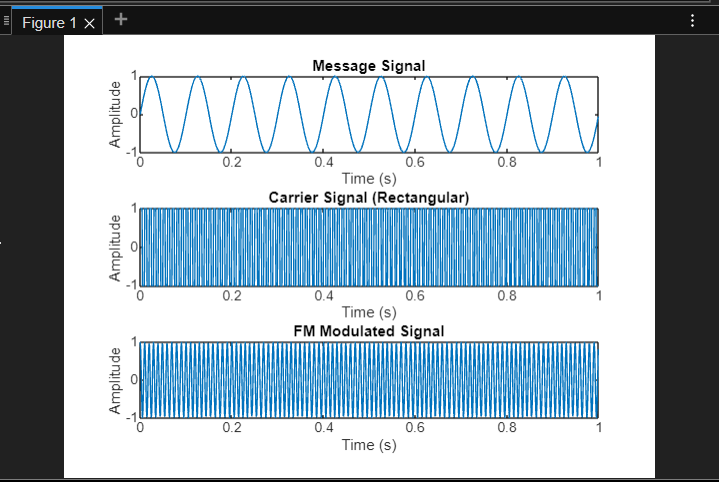 Figure 1
Message Signal
Amplitude
1
0
-1
0 0.2 0.4 0.6 0.8 1
Time (s)
Carrier Signal (Rectangular)
Amplitude
1
0
-1
0 0.2 0.4 0.6 0.8 1
Time (s)
FM Modulated Signal
Amplitude
1
0
-1
0 0.2 0.4 0.6 0.8 1
Time (s)